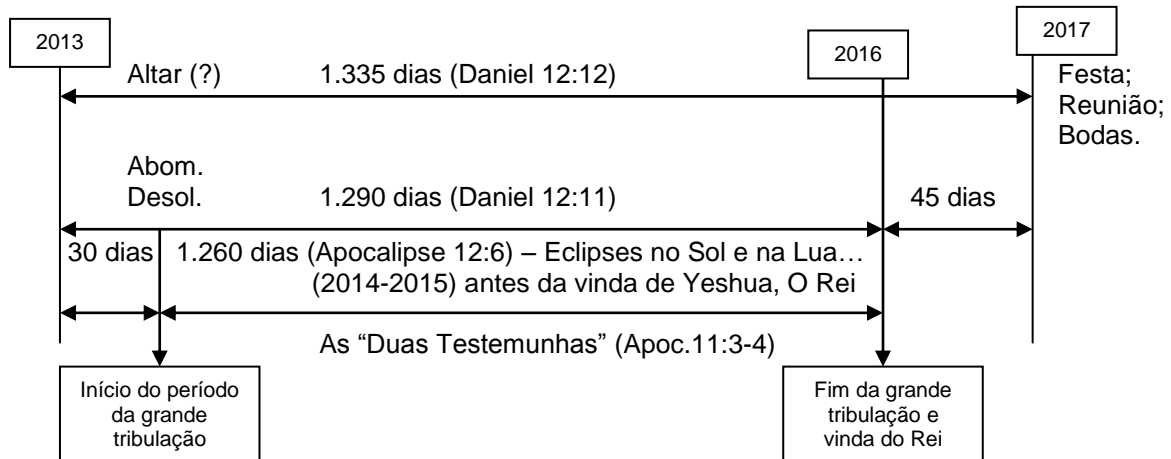 2013
2016
2017
Altar (?) 1.335 dias (Daniel 12:12)
Festa;
Reunião;
Bodas.
Abom.
Desol. 1.290 dias (Daniel 12:11)
45 dias
30 dias
1.260 dias (Apocalipse 12:6) – Eclipses no Sol e na Lua…
(2014-2015) antes da vinda de Yeshua, O Rei
As “Duas Testemunhas” (Apoc.11:3-4)
Início do período
da grande
tribulação
Fim da grande
tribulação e
vinda do Rei